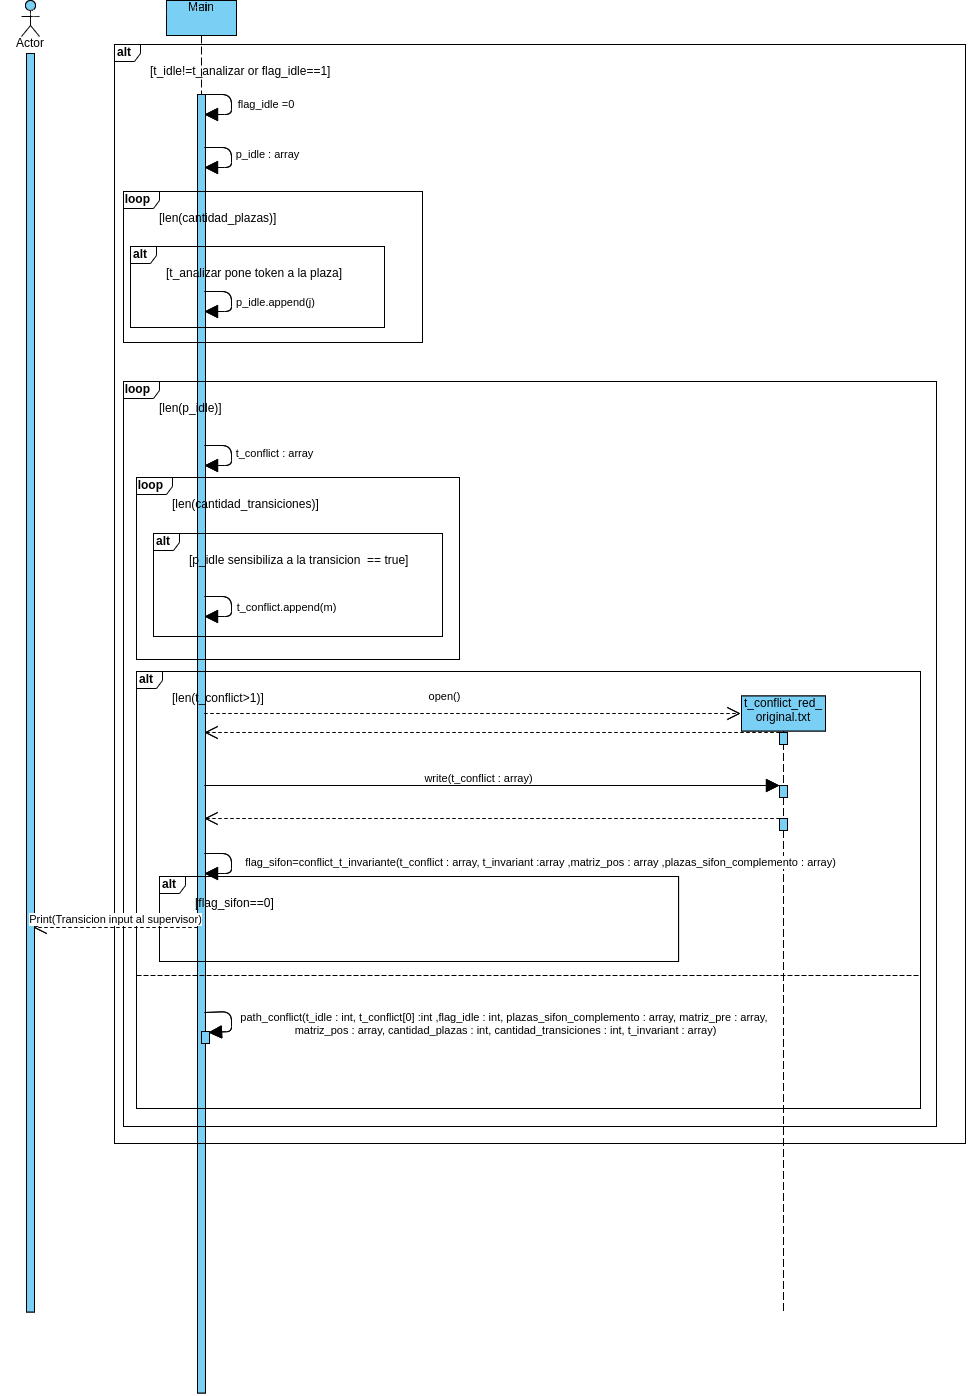 Main
Actor
alt
[t_idle!=t_analizar or flag_idle==1]
flag_idle =0
p_idle : array
loop
[len(cantidad_plazas)]
alt
[t_analizar pone token a la plaza]
p_idle.append(j)
loop
[len(p_idle)]
t_conflict : array
loop
[len(cantidad_transiciones)]
alt
[p_idle sensibiliza a la transicion  == true]
t_conflict.append(m)
alt
[len(t_conflict>1)]
open()
t_conflict_red_
original.txt
write(t_conflict : array)
flag_sifon=conflict_t_invariante(t_conflict : array, t_invariant :array ,matriz_pos : array ,plazas_sifon_complemento : array)
alt
[flag_sifon==0]
Print(Transicion input al supervisor)
path_conflict(t_idle : int, t_conflict[0] :int ,flag_idle : int, plazas_sifon_complemento : array, matriz_pre : array,
matriz_pos : array, cantidad_plazas : int, cantidad_transiciones : int, t_invariant : array)